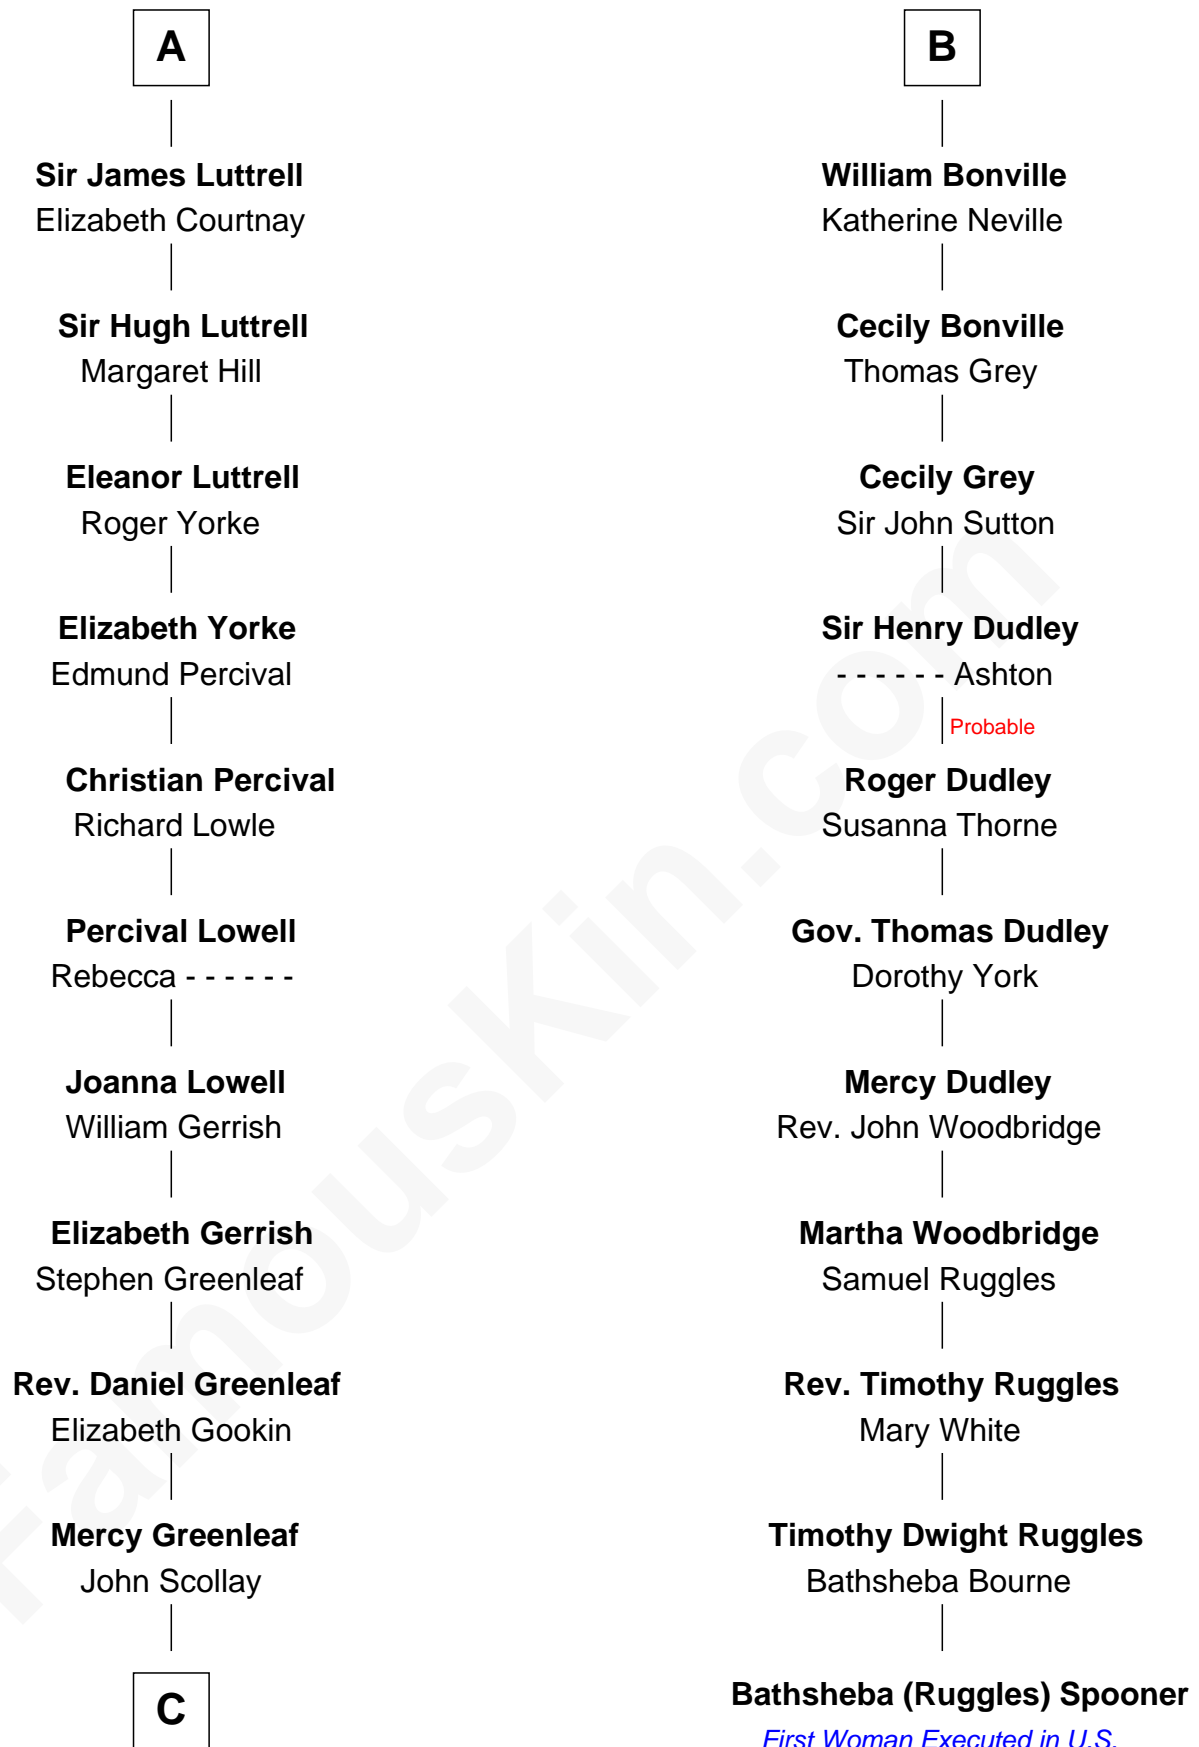 A
Sir James Luttrell
Elizabeth Courtnay
Sir Hugh Luttrell
Margaret Hill
Eleanor Luttrell
Roger Yorke
Elizabeth Yorke
Edmund Percival
Christian Percival
Richard Lowle
Percival Lowell
Rebecca - - - - - -
Joanna Lowell
William Gerrish
Elizabeth Gerrish
Stephen Greenleaf
Rev. Daniel Greenleaf
Elizabeth Gookin
Mercy Greenleaf
John Scollay
C
B
William Bonville
Katherine Neville
Cecily Bonville
Thomas Grey
Cecily Grey
Sir John Sutton
Sir Henry Dudley
- - - - - - Ashton
Probable
Roger Dudley
Susanna Thorne
Gov. Thomas Dudley
Dorothy York
Mercy Dudley
Rev. John Woodbridge
Martha Woodbridge
Samuel Ruggles
Rev. Timothy Ruggles
Mary White
Timothy Dwight Ruggles
Bathsheba Bourne
Bathsheba (Ruggles) Spooner
First Woman Executed in U.S.
FamousKin.com